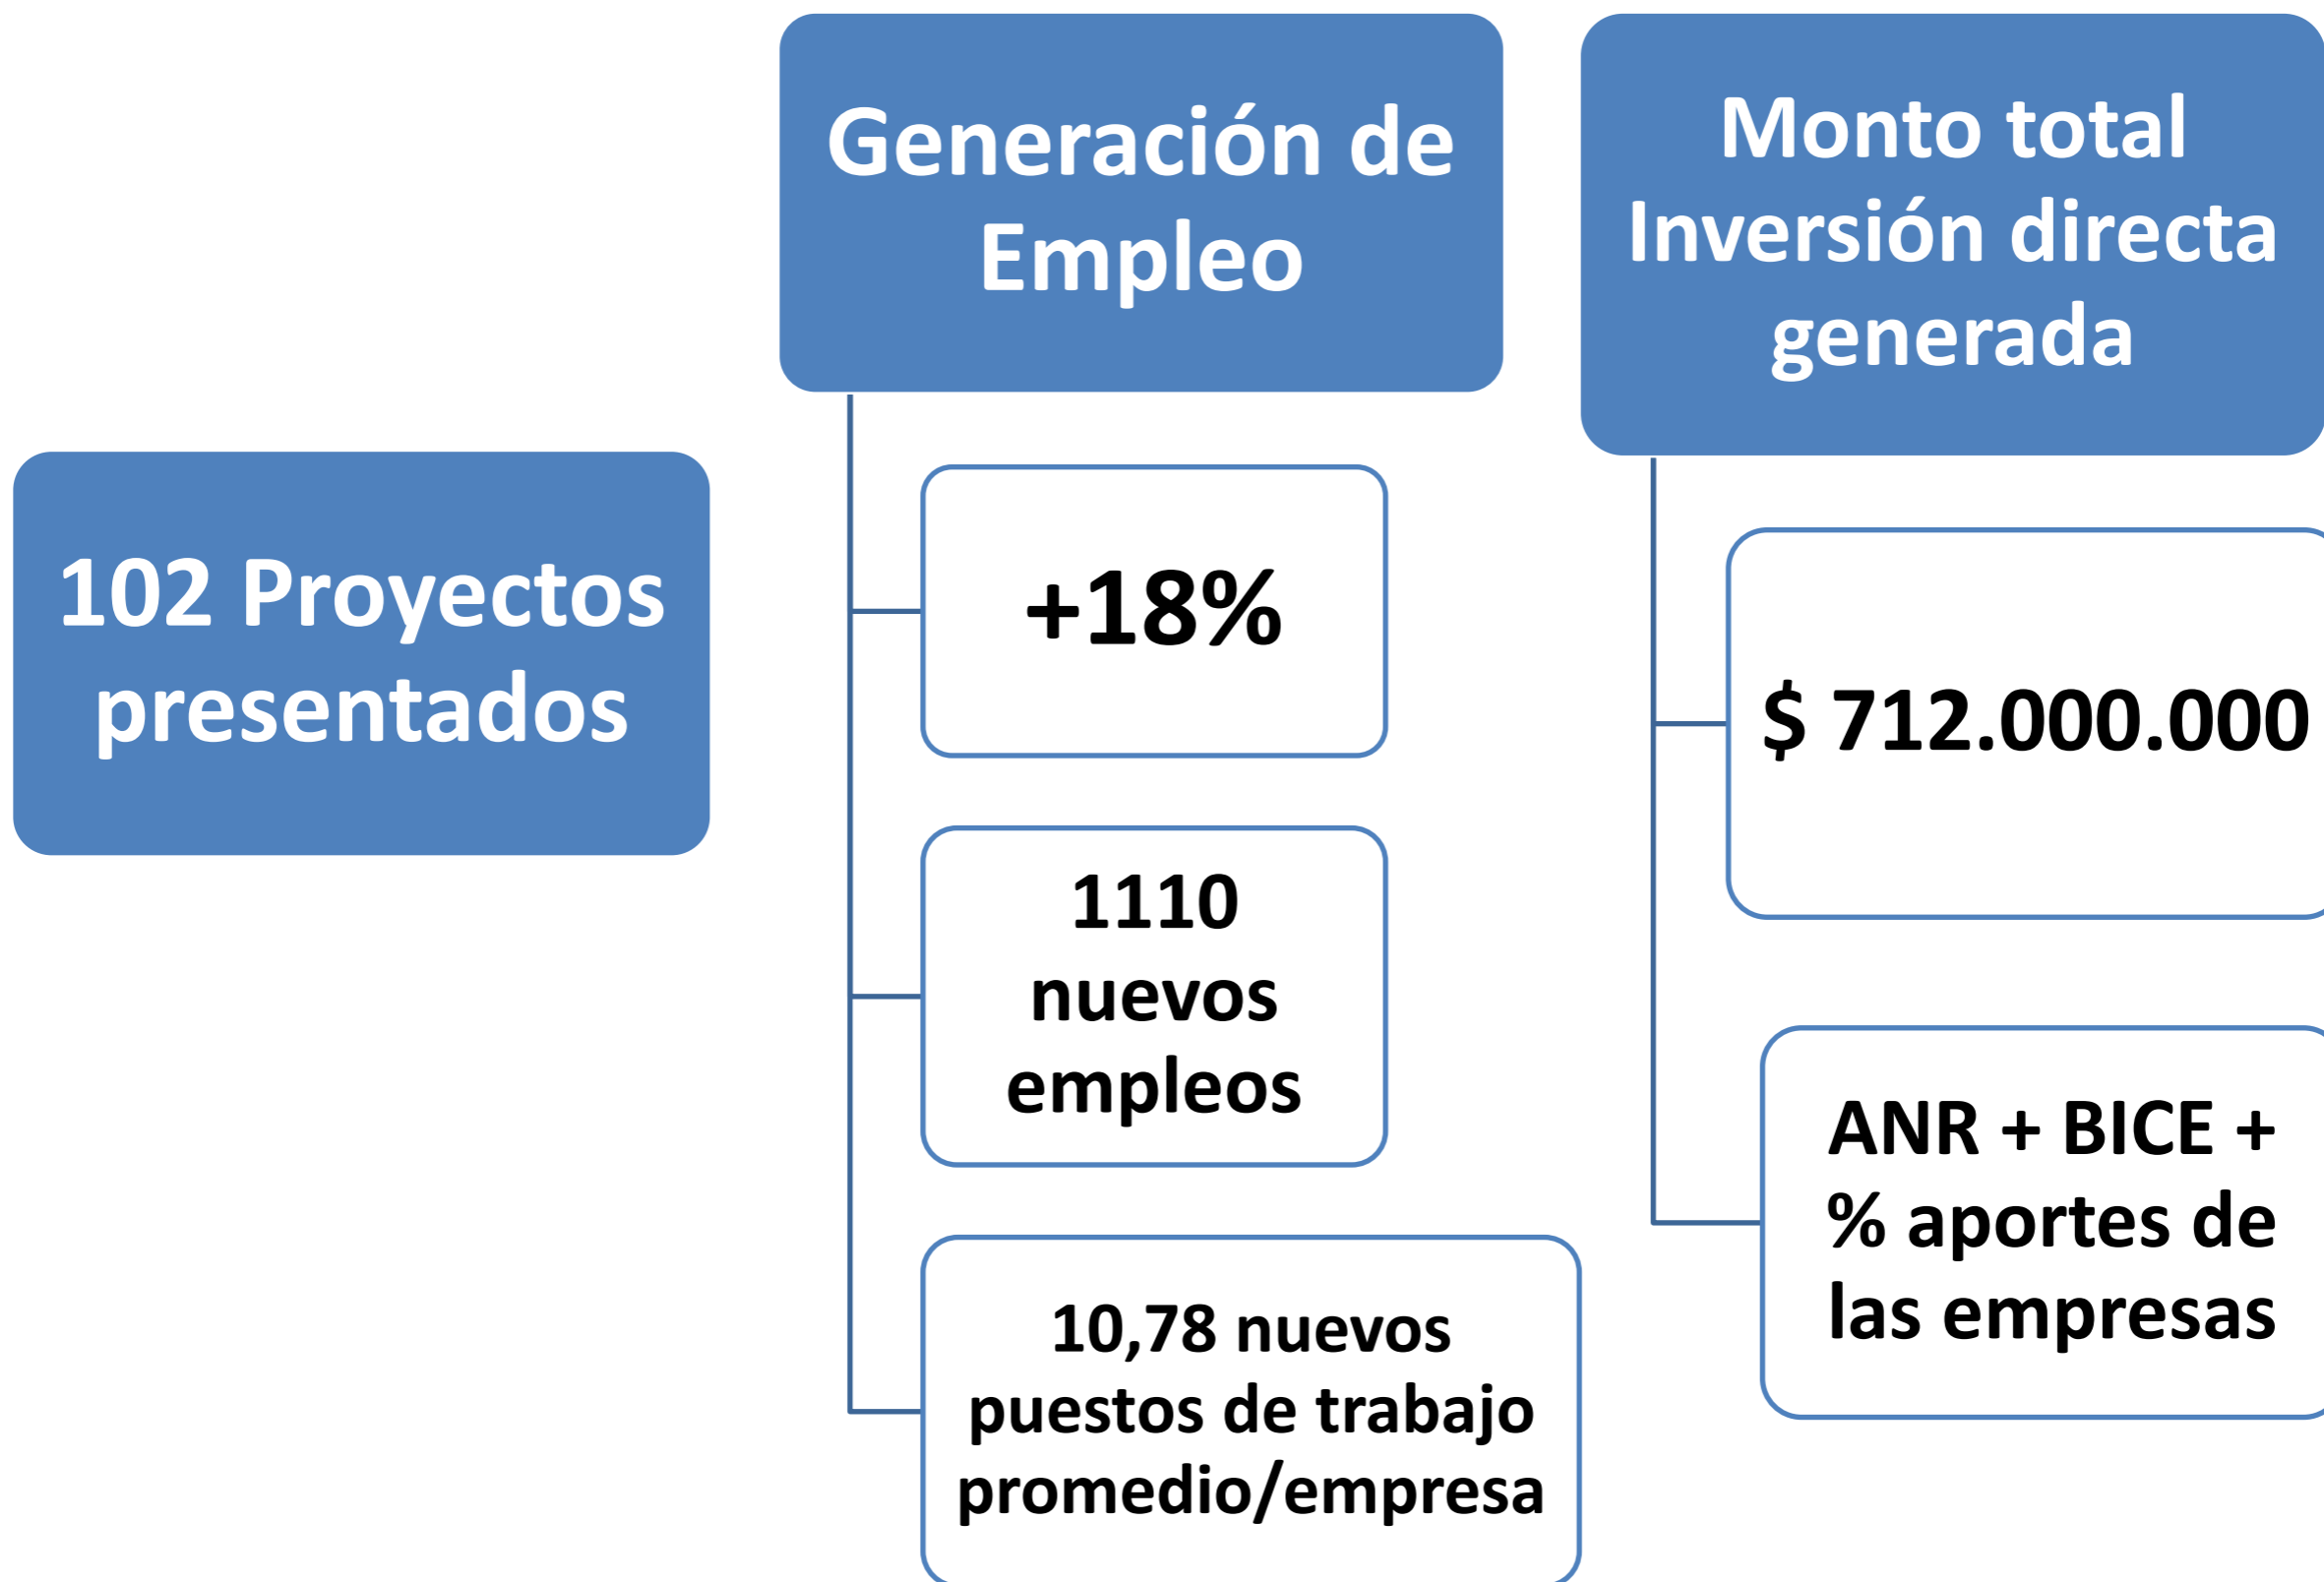 102 Proyectos
presentados
Generación de
Empleo
+18%
1110
nuevos
empleos
10,78 nuevos
puestos de trabajo
promedio/empresa
Monto total
Inversión directa
generada
$ 712.000.000
ANR + BICE +
% aportes de
las empresas